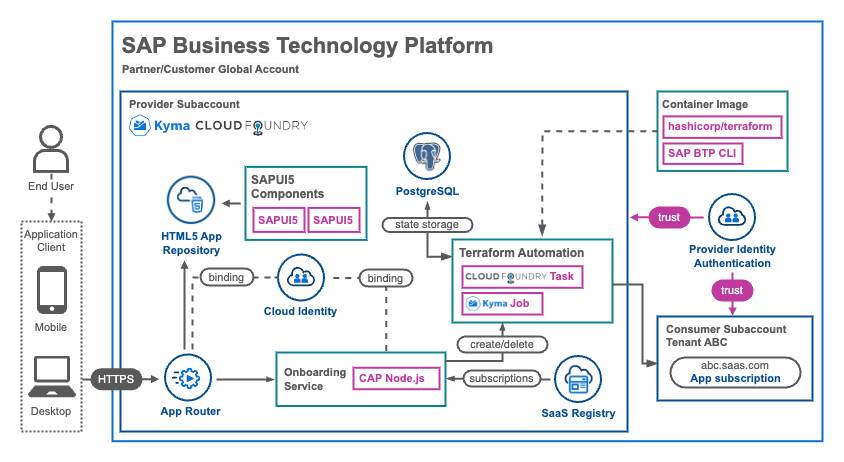 SAP Business Technology Platform
Partner/Customer Global Account
Provider Subaccount
Kyma CLOUD FOUNDRY
Container Image
hashicorp/terraform
SAP BTP CLI
End User
Application
Client
Mobile
Desktop
HTTPS
SAPUI5
Components
SAPUI5 SAPUI5
HTML5 App
Repository
PostgreSQL
state storage
Terraform Automation
CLOUD FOUNDRY Task
Kyma Job
trust
Provider Identity
Authentication
trust
binding
Cloud Identity
binding
create/delete
Consumer Subaccount
Tenant ABC
abc.saas.com
App subscription
App Router
Onboarding
Service
CAP Node.js
subscriptions
SaaS Registry